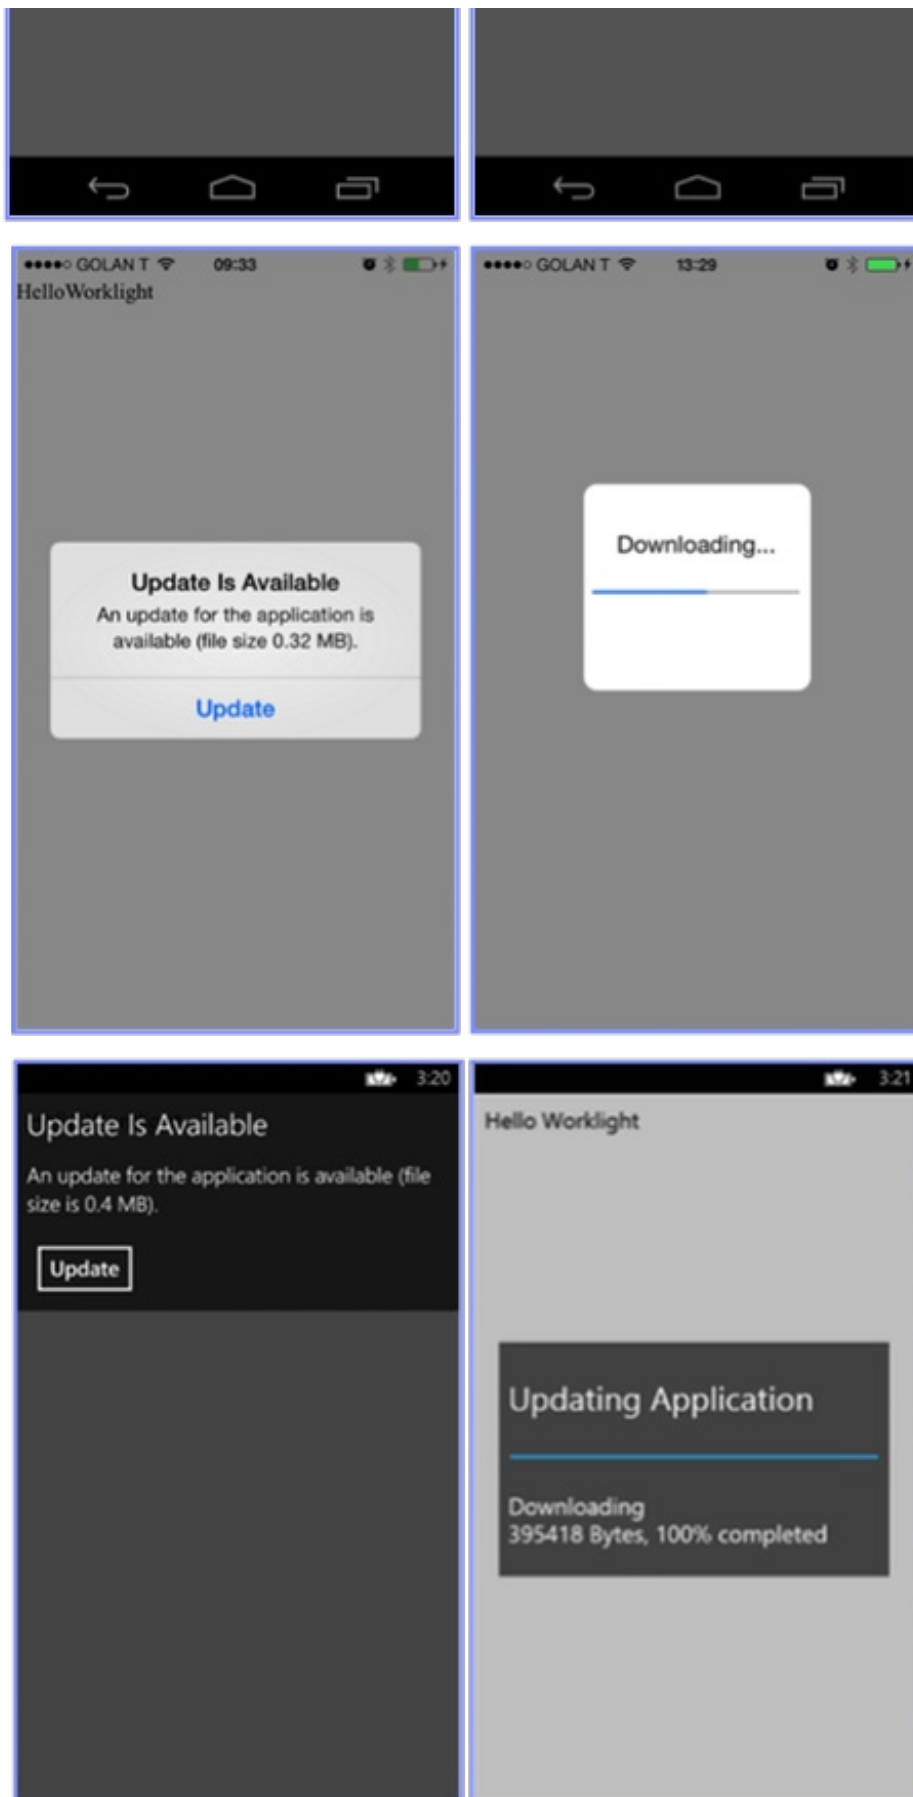 GOLAN T 09:33
HelloWorklight
Update Is Available
An update for the application is
available (file size 0.32 MB).
Update
GOLAN T 13:29
Downloading...
3:20
Update Is Available
An update for the application is available (file
size is 0.4 MB).
Update
3:21
Hello Worklight
Updating Application
Downloading
395418 Bytes, 100% completed